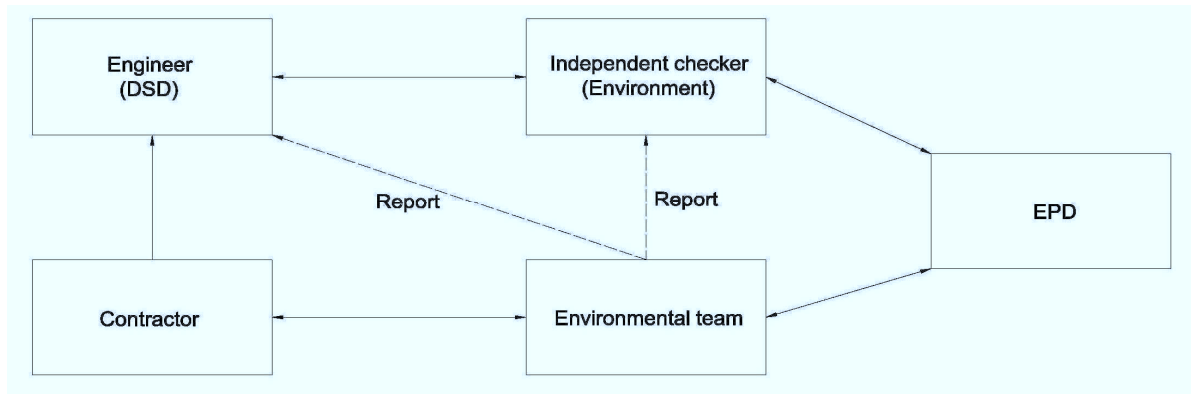 Engineer
(DSD)
Independent checker
(Environment)
Report
Report
EPD
Contractor
Environmental team